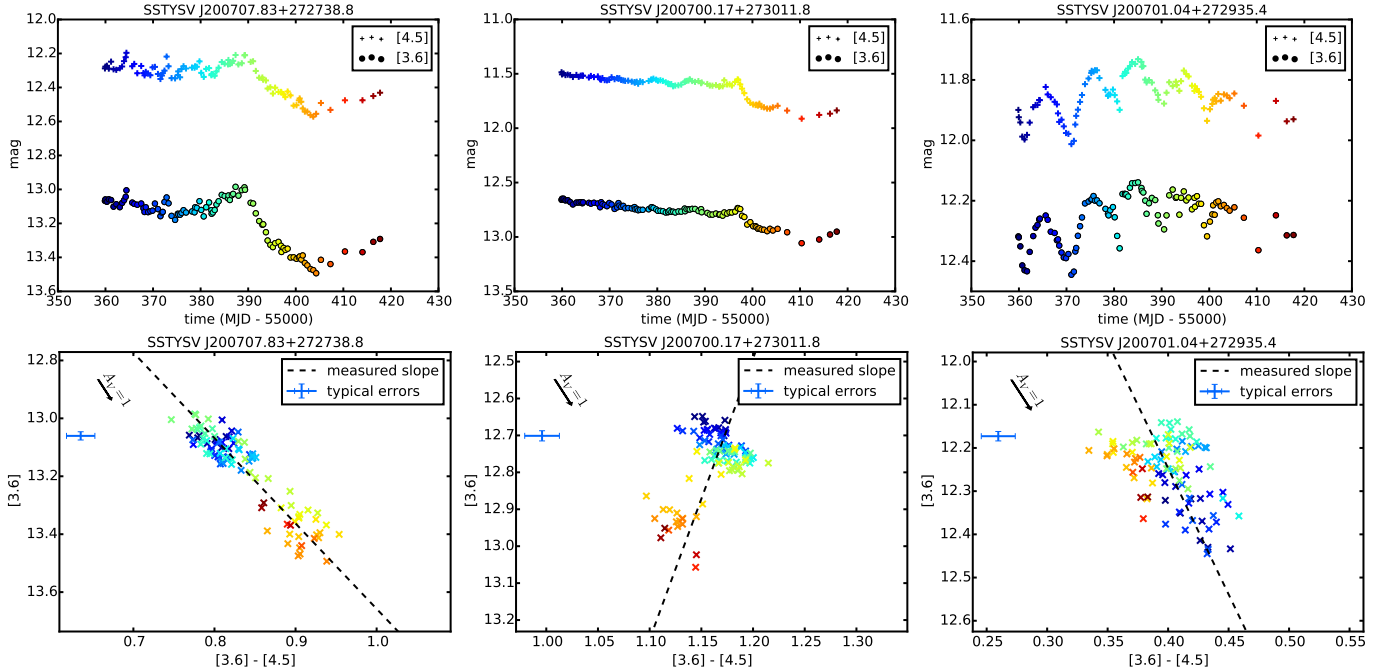 SSTYSV J200707.83+272738.8
SSTYSV J200700.17+273011.8
SSTYSV J200701.04+272935.4
12.0
12.2
12.4
12.6
12.8
13.0
13.2
13.4
13.6
mag
[4.5]
[3.6]
350 360 370 380 390 400 410 420 430
time (MJD - 55000)
11.0
11.5
12.0
12.5
13.0
13.5
mag
[4.5]
[3.6]
350 360 370 380 390 400 410 420 430
time (MJD - 55000)
11.6
11.8
12.0
12.2
12.4
mag
[4.5]
[3.6]
350 360 370 380 390 400 410 420 430
time (MJD - 55000)
SSTYSV J200707.83+272738.8
SSTYSV J200700.17+273011.8
SSTYSV J200701.04+272935.4
12.8
13.0
13.2
13.4
13.6
[3.6]
A_V=1
measured slope
typical errors
0.7 0.8 0.9 1.0
[3.6] - [4.5]
12.5
12.6
12.7
12.8
12.9
13.0
13.1
13.2
[3.6]
A_V=1
measured slope
typical errors
1.00 1.05 1.10 1.15 1.20 1.25 1.30
[3.6] - [4.5]
12.0
12.1
12.2
12.3
12.4
12.5
12.6
[3.6]
A_V=1
measured slope
typical errors
0.25 0.30 0.35 0.40 0.45 0.50 0.55
[3.6] - [4.5]